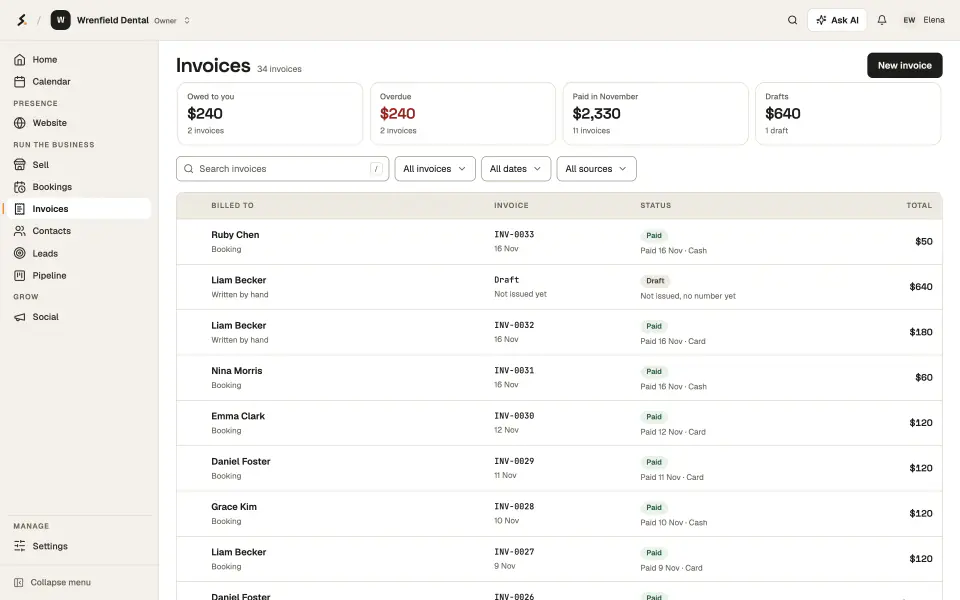 / W Wrenfield Dental Owner Ask AI EW Elena
Home
Calendar
PRESENCE
Website
RUN THE BUSINESS
Sell
Bookings
Invoices
Contacts
Leads
Pipeline
GROW
Social
MANAGE
Settings
Collapse menu
Invoices 34 invoices
New invoice
Owed to you
$240
2 invoices
Overdue
$240
2 invoices
Paid in November
$2,330
11 invoices
Drafts
$640
1 draft
Search invoices / All invoices All dates All sources
BILLED TO INVOICE STATUS TOTAL
Ruby Chen INV-0033 Paid $50
Booking 16 Nov Paid 16 Nov · Cash
Liam Becker Draft Draft $640
Written by hand Not issued yet Not issued, no number yet
Liam Becker INV-0032 Paid $180
Written by hand 16 Nov Paid 16 Nov · Card
Nina Morris INV-0031 Paid $60
Booking 16 Nov Paid 16 Nov · Cash
Emma Clark INV-0030 Paid $120
Booking 12 Nov Paid 12 Nov · Card
Daniel Foster INV-0029 Paid $120
Booking 11 Nov Paid 11 Nov · Card
Grace Kim INV-0028 Paid $120
Booking 10 Nov Paid 10 Nov · Cash
Liam Becker INV-0027 Paid $120
Booking 9 Nov Paid 9 Nov · Card
Daniel Foster INV-0026 Paid